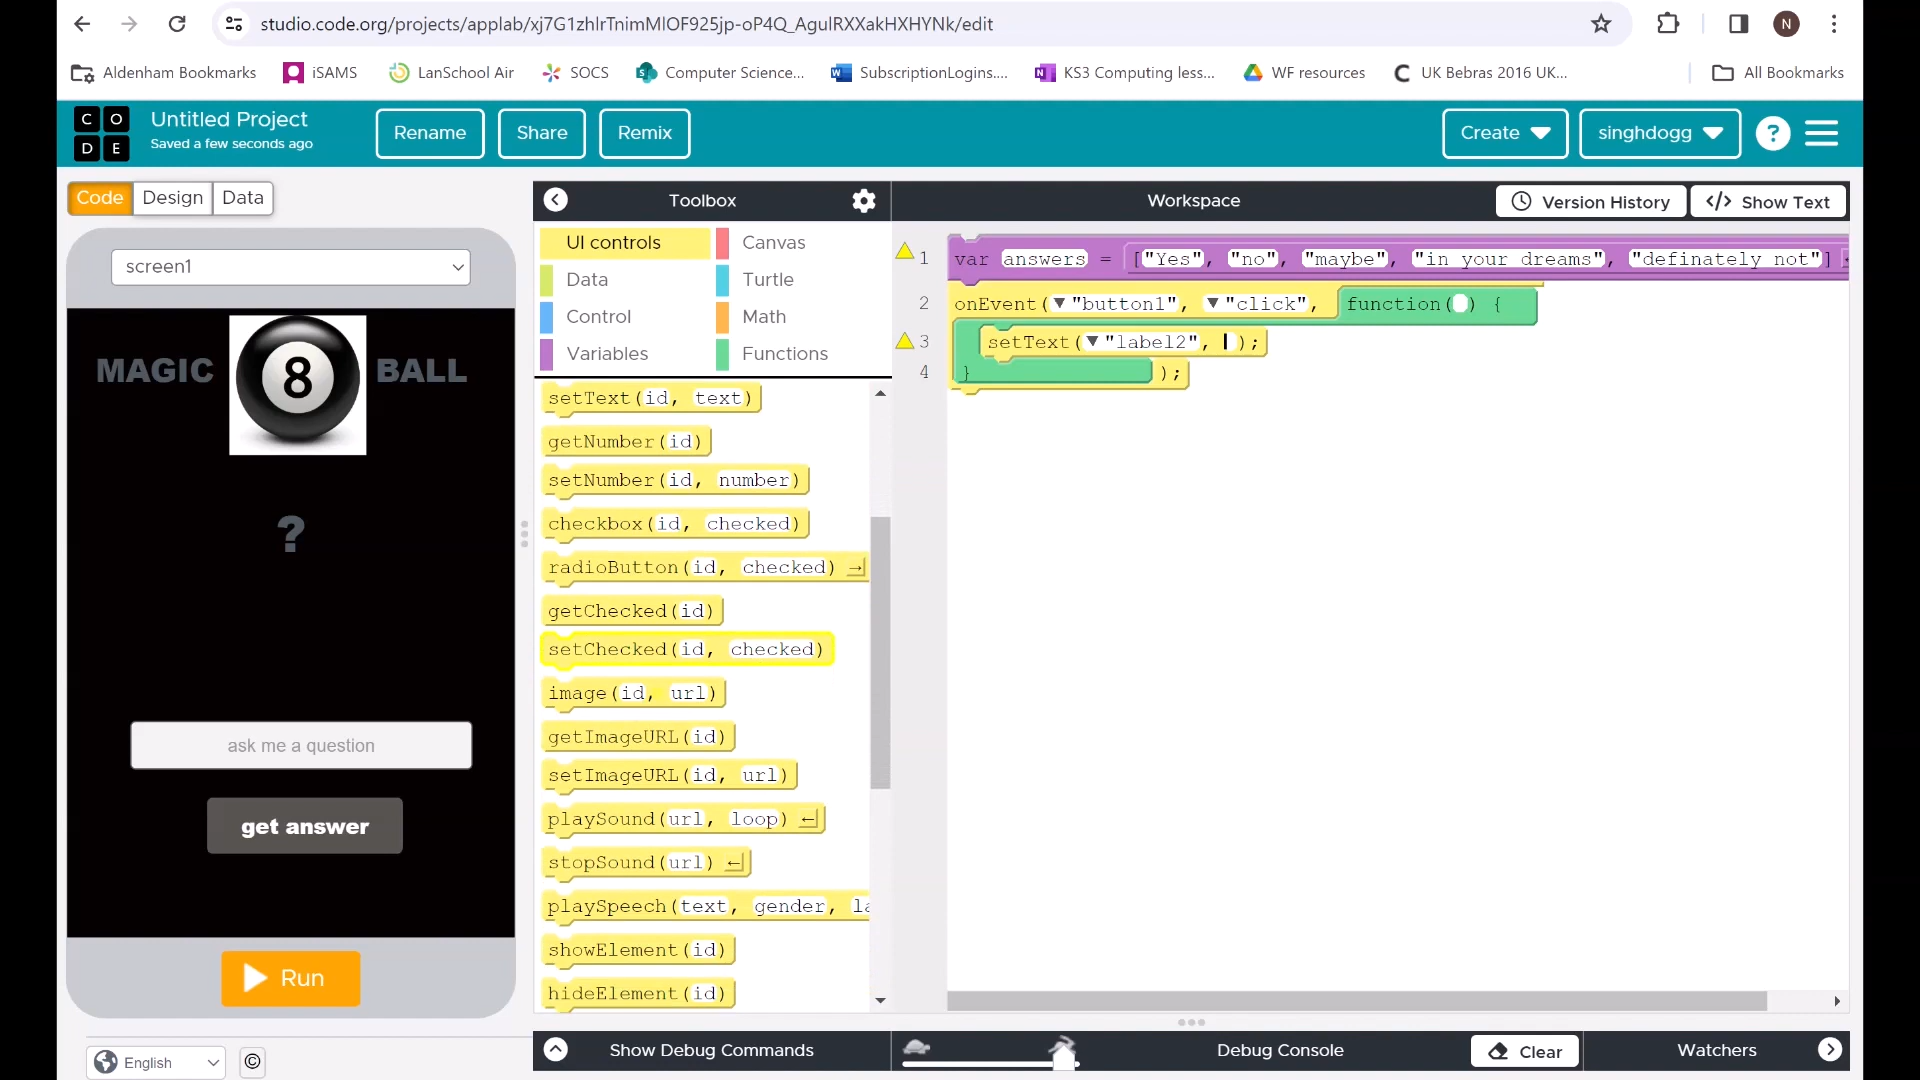 studio.code.org/projects/applab/xj7G1zhlrTnimMlOF925jp-oP4Q_AgulRXXakHXHYNk/edit
N
Aldenham Bookmarks iSAMS LanSchool Air SOCS Computer Science... SubscriptionLogins.... KS3 Computing less... WF resources UK Bebras 2016 UK... All Bookmarks
C O D E
Untitled Project
Saved a few seconds ago
Rename Share Remix
Create singhdogg ?
Code Design Data
Toolbox
Workspace
Version History
Show Text
screen1
MAGIC 8 BALL
?
ask me a question
get answer
Run
English ©
UI controls Canvas
Data Turtle
Control Math
Variables Functions
setText(id, text)
getNumber(id)
setNumber(id, number)
checkbox(id, checked)
radioButton(id, checked)
getChecked(id)
setChecked(id, checked)
image(id, url)
getImageURL(id)
setImageURL(id, url)
playSound(url, loop)
stopSound(url)
playSpeech(text, gender, la
showElement(id)
hideElement(id)
1 var answers = ["Yes", "no", "maybe", "in your dreams", "definately not"]
2 onEvent("button1", "click", function() {
3 setText("label2", );
4 } );
Show Debug Commands
Debug Console
Clear
Watchers